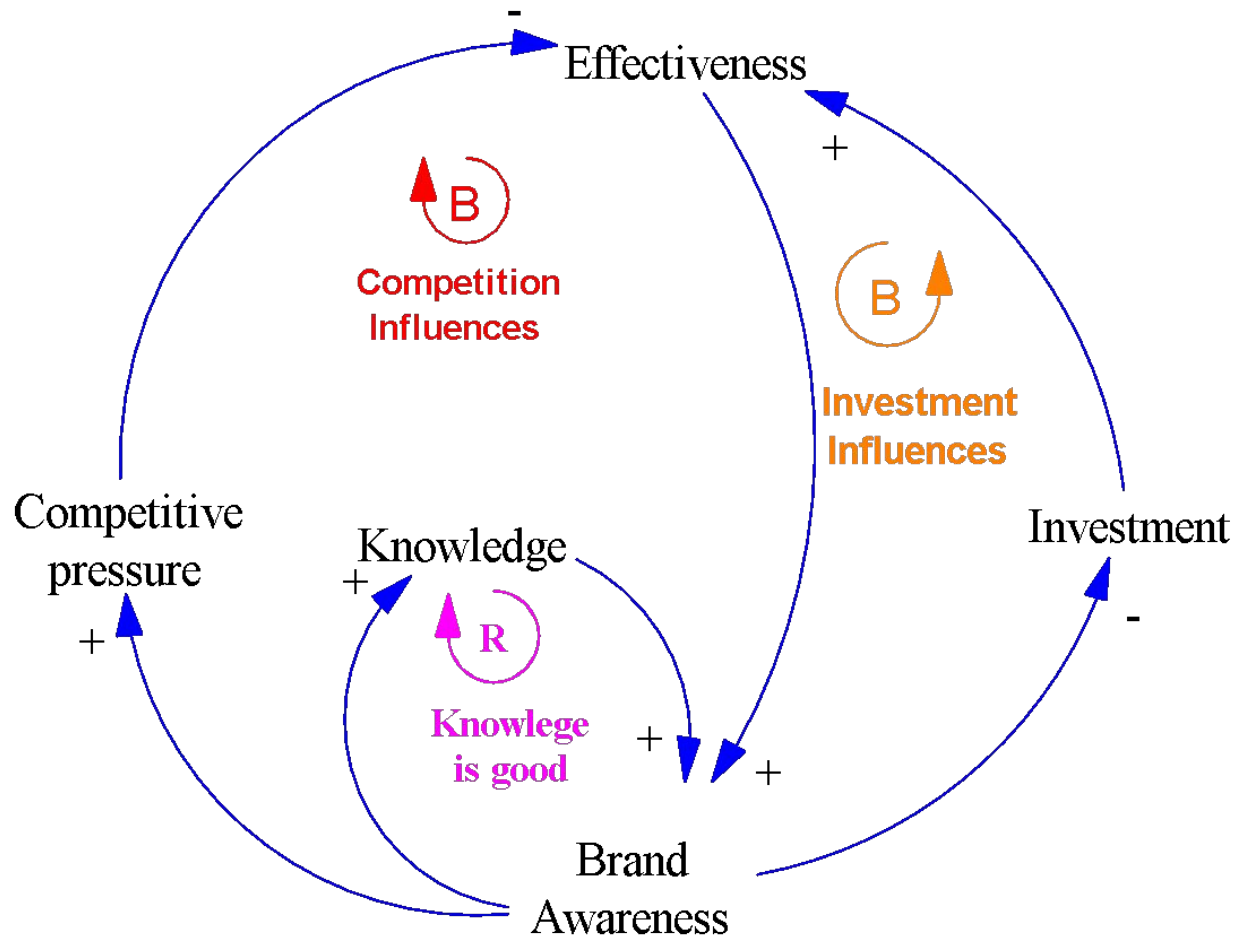 -
Effectiveness
+
B
Competition
Influences
B
Investment
Influences
Competitive
pressure
+
Knowledge
+
R
Knowlege
is good
+
+
Investment
-
Brand
Awareness